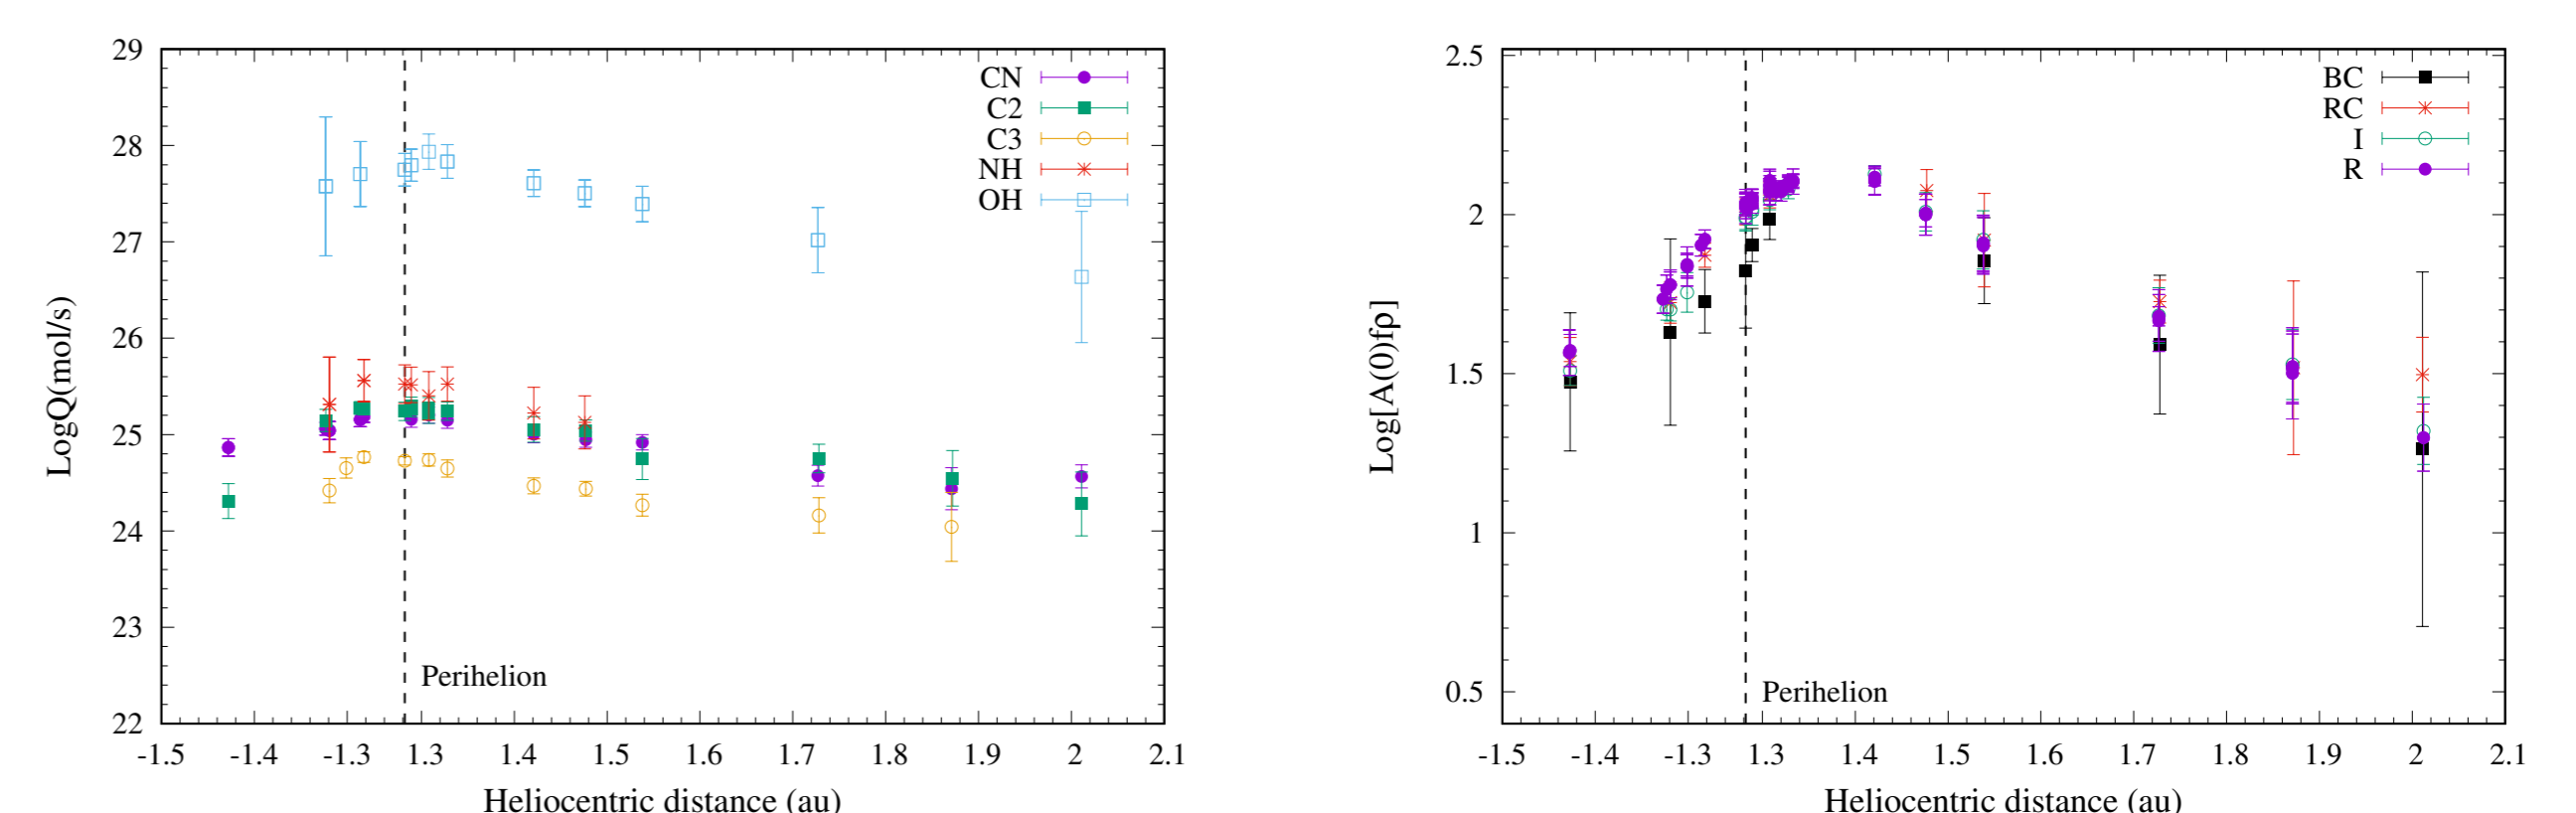 29
28
27
26
25
24
23
22
LogQ(mol/s)
CN
C2
C3
NH
OH
Perihelion
-1.5 -1.4 -1.3 1.3 1.4 1.5 1.6 1.7 1.8 1.9 2 2.1
Heliocentric distance (au)
2.5
2
1.5
1
0.5
Log[A(0)fρ]
BC
RC
I
R
Perihelion
-1.5 -1.4 -1.3 1.3 1.4 1.5 1.6 1.7 1.8 1.9 2 2.1
Heliocentric distance (au)